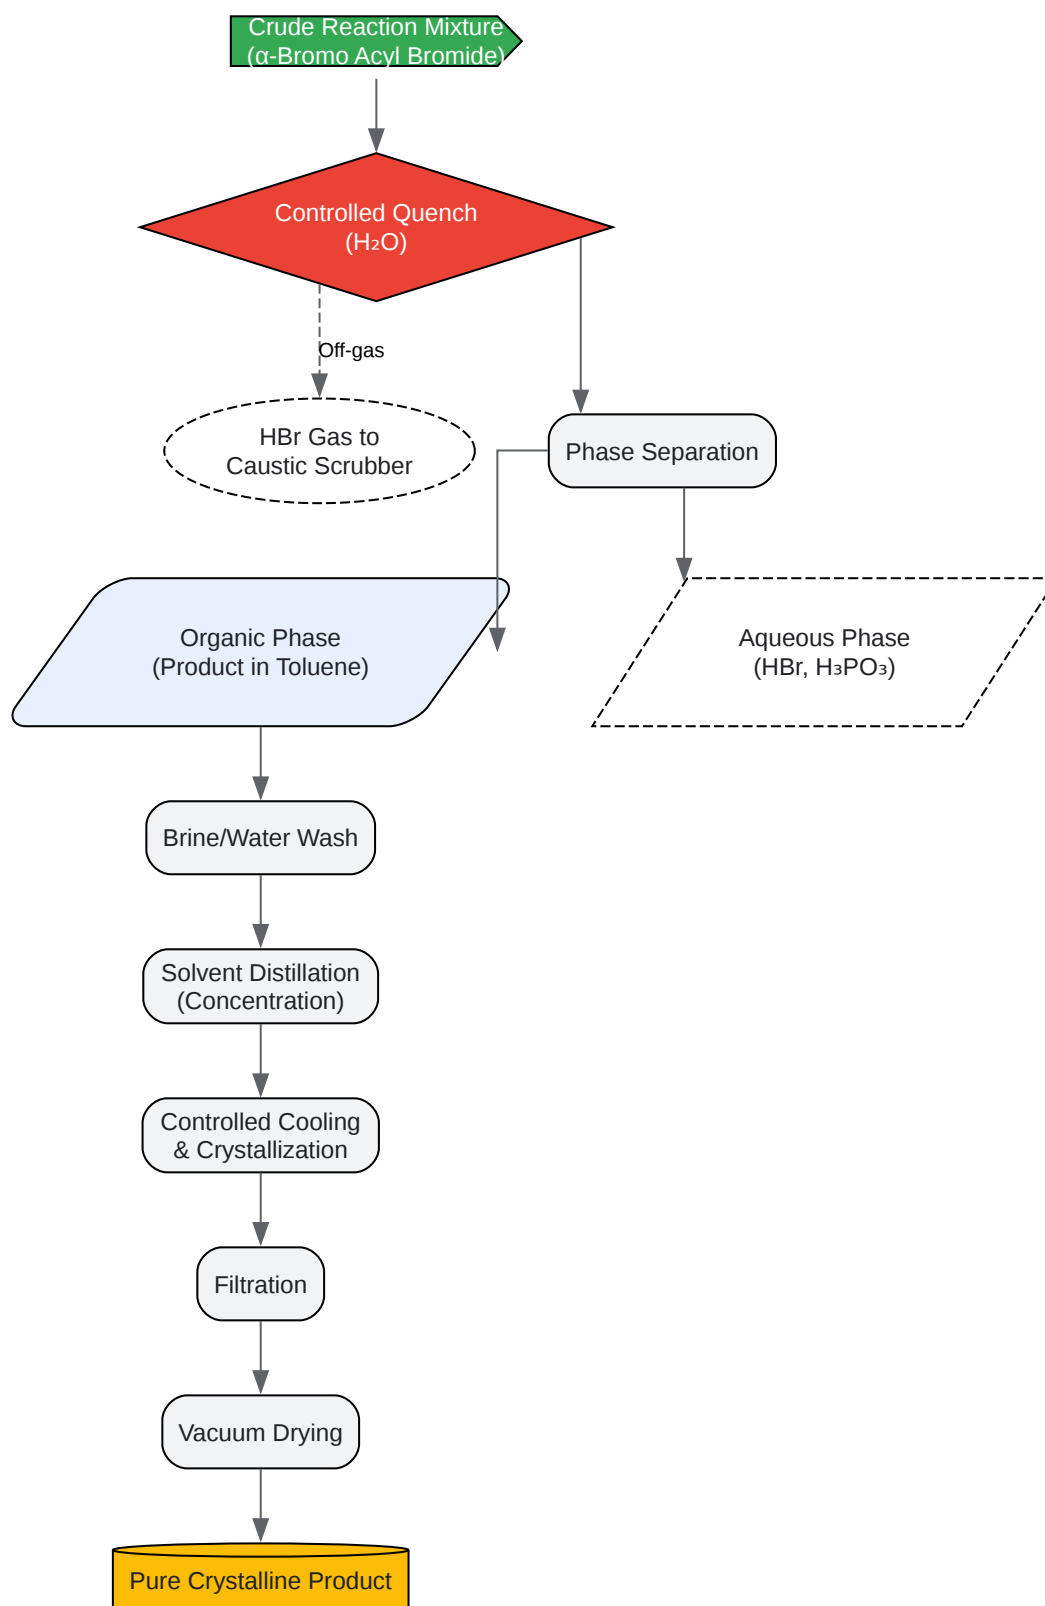 Crude Reaction Mixture
(α-Bromo Acyl Bromide)
Controlled Quench
(H₂O)
Off-gas
HBr Gas to
Caustic Scrubber
Phase Separation
Organic Phase
(Product in Toluene)
Aqueous Phase
(HBr, H₃PO₃)
Brine/Water Wash
Solvent Distillation
(Concentration)
Controlled Cooling
& Crystallization
Filtration
Vacuum Drying
Pure Crystalline Product